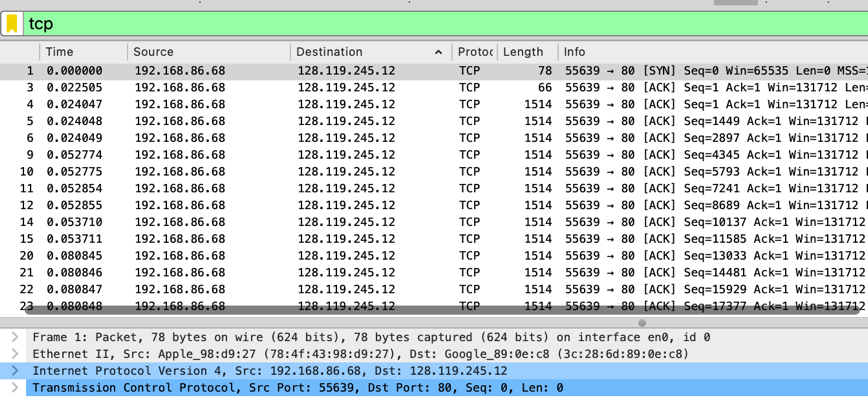 tcp
Time Source Destination Protoc Length Info
1 0.000000 192.168.86.68 128.119.245.12 TCP 78 55639 → 80 [SYN] Seq=0 Win=65535 Len=0 MSS=
3 0.022505 192.168.86.68 128.119.245.12 TCP 66 55639 → 80 [ACK] Seq=1 Ack=1 Win=131712 Len=
4 0.024047 192.168.86.68 128.119.245.12 TCP 1514 55639 → 80 [ACK] Seq=1 Ack=1 Win=131712 Len=
5 0.024048 192.168.86.68 128.119.245.12 TCP 1514 55639 → 80 [ACK] Seq=1449 Ack=1 Win=131712
6 0.024049 192.168.86.68 128.119.245.12 TCP 1514 55639 → 80 [ACK] Seq=2897 Ack=1 Win=131712
9 0.052774 192.168.86.68 128.119.245.12 TCP 1514 55639 → 80 [ACK] Seq=4345 Ack=1 Win=131712
10 0.052775 192.168.86.68 128.119.245.12 TCP 1514 55639 → 80 [ACK] Seq=5793 Ack=1 Win=131712
11 0.052854 192.168.86.68 128.119.245.12 TCP 1514 55639 → 80 [ACK] Seq=7241 Ack=1 Win=131712
12 0.052855 192.168.86.68 128.119.245.12 TCP 1514 55639 → 80 [ACK] Seq=8689 Ack=1 Win=131712
14 0.053710 192.168.86.68 128.119.245.12 TCP 1514 55639 → 80 [ACK] Seq=10137 Ack=1 Win=131712
15 0.053711 192.168.86.68 128.119.245.12 TCP 1514 55639 → 80 [ACK] Seq=11585 Ack=1 Win=131712
20 0.080845 192.168.86.68 128.119.245.12 TCP 1514 55639 → 80 [ACK] Seq=13033 Ack=1 Win=131712
21 0.080846 192.168.86.68 128.119.245.12 TCP 1514 55639 → 80 [ACK] Seq=14481 Ack=1 Win=131712
22 0.080847 192.168.86.68 128.119.245.12 TCP 1514 55639 → 80 [ACK] Seq=15929 Ack=1 Win=131712
23 0.080848 192.168.86.68 128.119.245.12 TCP 1514 55639 → 80 [ACK] Seq=17377 Ack=1 Win=131712
Frame 1: Packet, 78 bytes on wire (624 bits), 78 bytes captured (624 bits) on interface en0, id 0
Ethernet II, Src: Apple_98:d9:27 (78:4f:43:98:d9:27), Dst: Google_89:0e:c8 (3c:28:6d:89:0e:c8)
Internet Protocol Version 4, Src: 192.168.86.68, Dst: 128.119.245.12
Transmission Control Protocol, Src Port: 55639, Dst Port: 80, Seq: 0, Len: 0